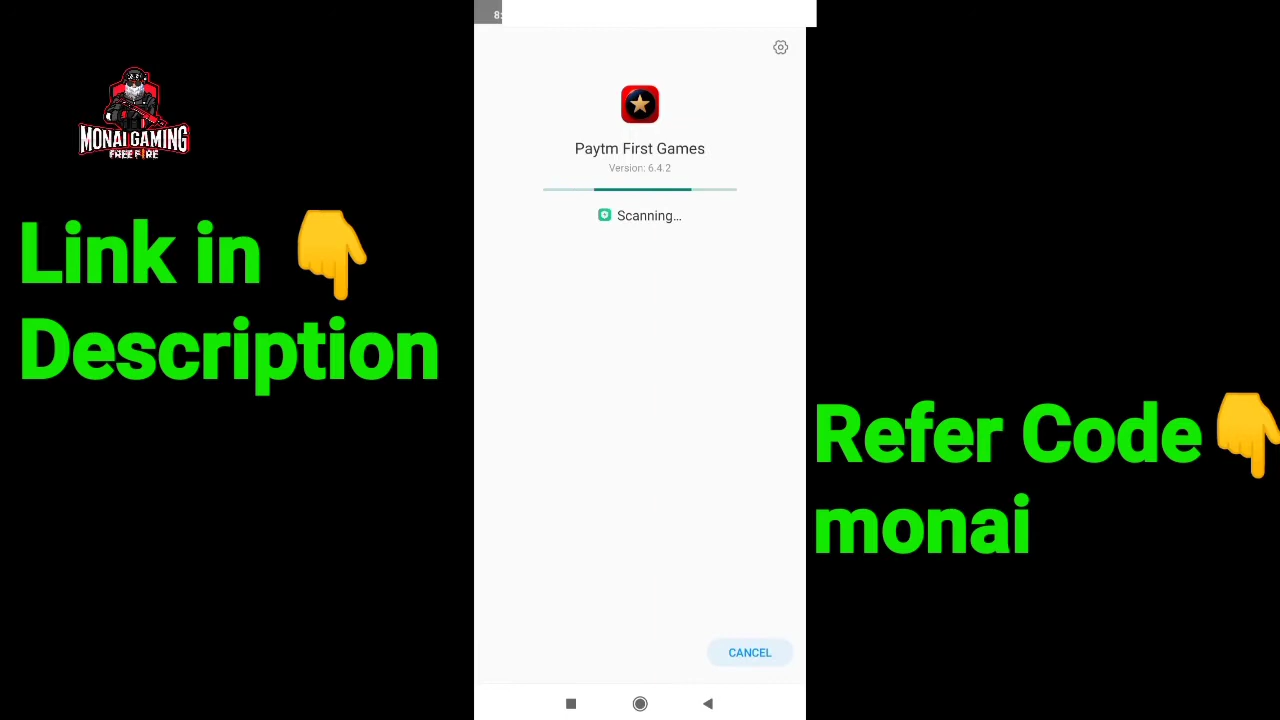 MONAI GAMING
FREE FIRE
Link in 👇
Description
Paytm First Games
Version: 6.4.2
Scanning...
CANCEL
Refer Code👇
monai